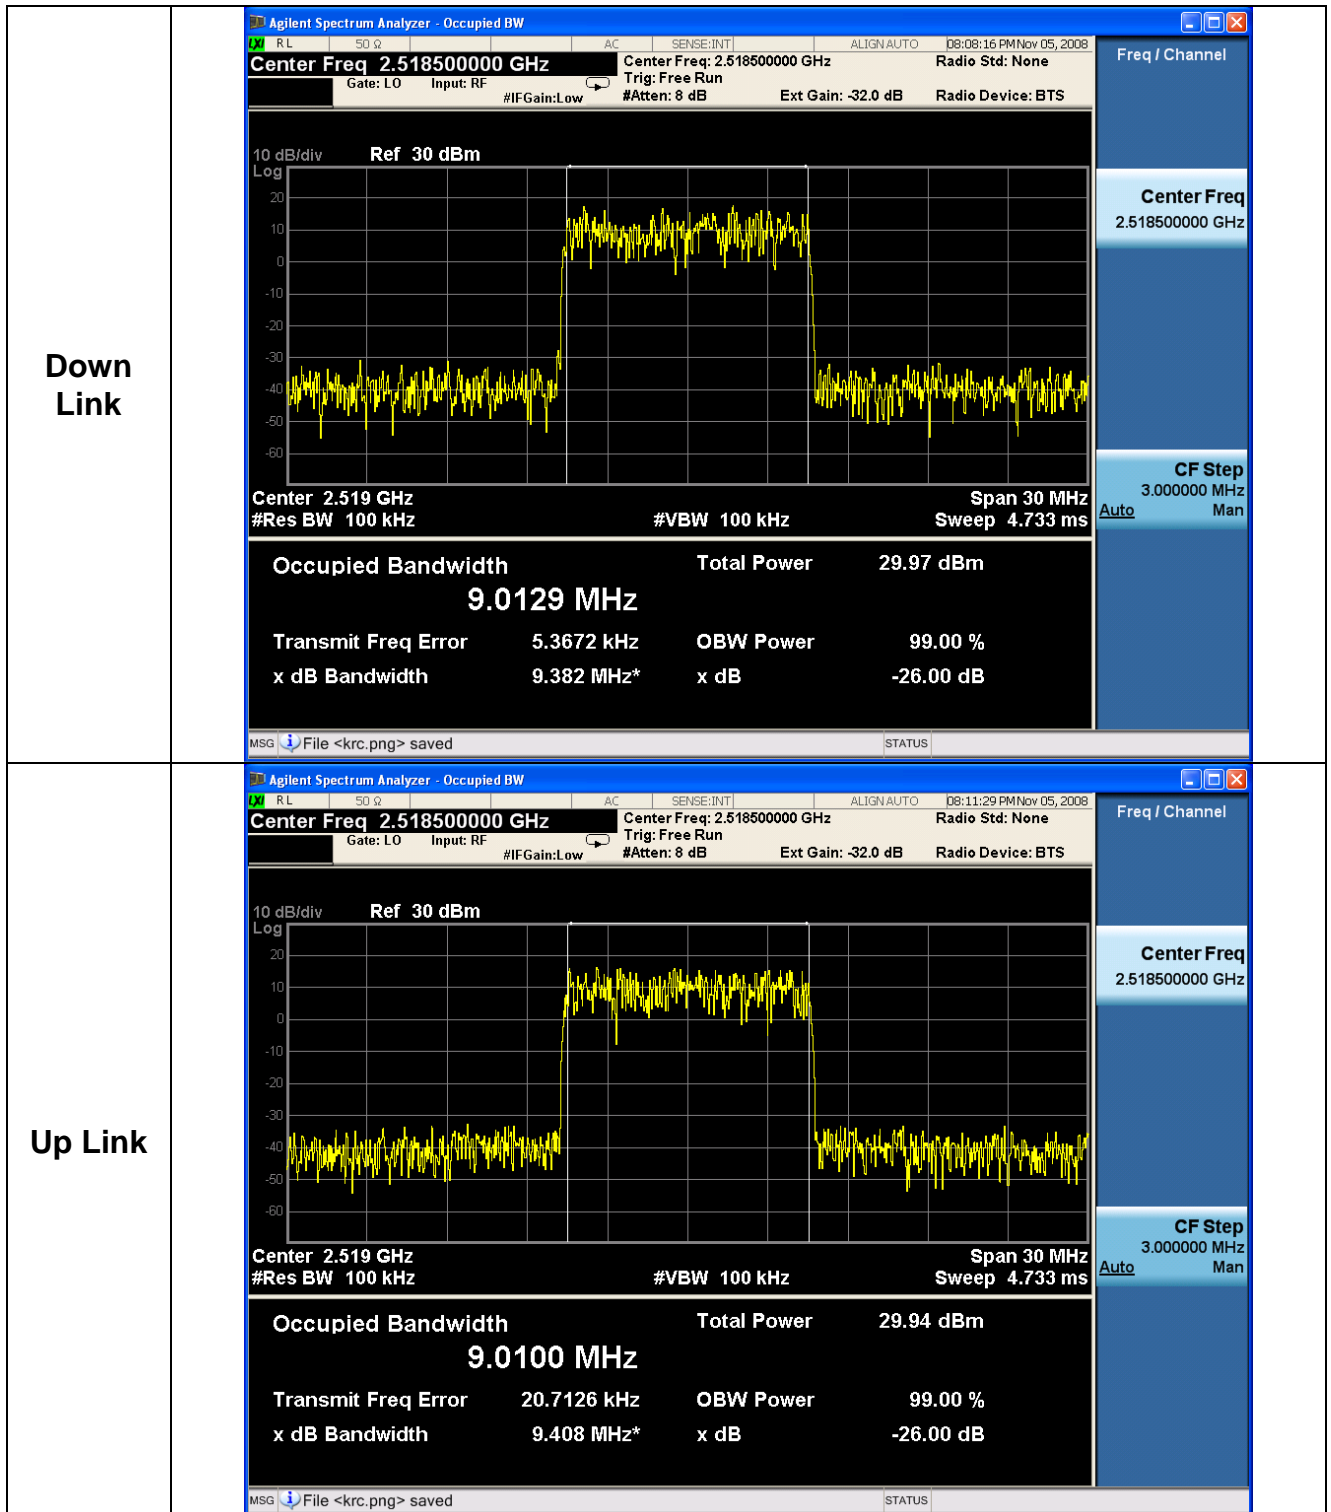 Down
Link
Agilent Spectrum Analyzer - Occupied BW
LXI RL 50 Ω AC SENSE:INT ALIGN AUTO 08:08:16 PM Nov 05, 2008
Center Freq 2.518500000 GHz
Center Freq: 2.518500000 GHz Radio Std: None
Gate: LO Input: RF Trig: Free Run
#IFGain:Low #Atten: 8 dB Ext Gain: -32.0 dB Radio Device: BTS
10 dB/div Ref 30 dBm
Log
20
10
0
-10
-20
-30
-40
-50
-60
Center 2.519 GHz Span 30 MHz
#Res BW 100 kHz #VBW 100 kHz Sweep 4.733 ms
Occupied Bandwidth Total Power 29.97 dBm
9.0129 MHz
Transmit Freq Error 5.3672 kHz OBW Power 99.00 %
x dB Bandwidth 9.382 MHz* x dB -26.00 dB
MSG File <krc.png> saved STATUS
Freq / Channel
Center Freq
2.518500000 GHz
CF Step
3.000000 MHz
Auto Man
Up Link
Agilent Spectrum Analyzer - Occupied BW
LXI RL 50 Ω AC SENSE:INT ALIGN AUTO 08:11:29 PM Nov 05, 2008
Center Freq 2.518500000 GHz
Center Freq: 2.518500000 GHz Radio Std: None
Gate: LO Input: RF Trig: Free Run
#IFGain:Low #Atten: 8 dB Ext Gain: -32.0 dB Radio Device: BTS
10 dB/div Ref 30 dBm
Log
20
10
0
-10
-20
-30
-40
-50
-60
Center 2.519 GHz Span 30 MHz
#Res BW 100 kHz #VBW 100 kHz Sweep 4.733 ms
Occupied Bandwidth Total Power 29.94 dBm
9.0100 MHz
Transmit Freq Error 20.7126 kHz OBW Power 99.00 %
x dB Bandwidth 9.408 MHz* x dB -26.00 dB
MSG File <krc.png> saved STATUS
Freq / Channel
Center Freq
2.518500000 GHz
CF Step
3.000000 MHz
Auto Man